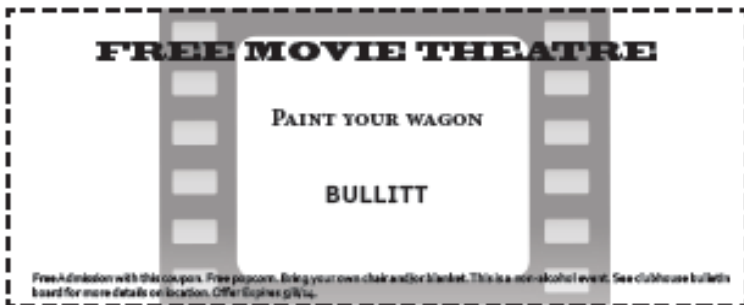 FREE MOVIE THEATRE
PAINT YOUR WAGON
BULLITT
Free Admission with this coupon. Free popcorn. Bring your own chair and/or blanket. This is a non-alcohol event. See clubhouse bulletin
board for more details on location. Offer Expires